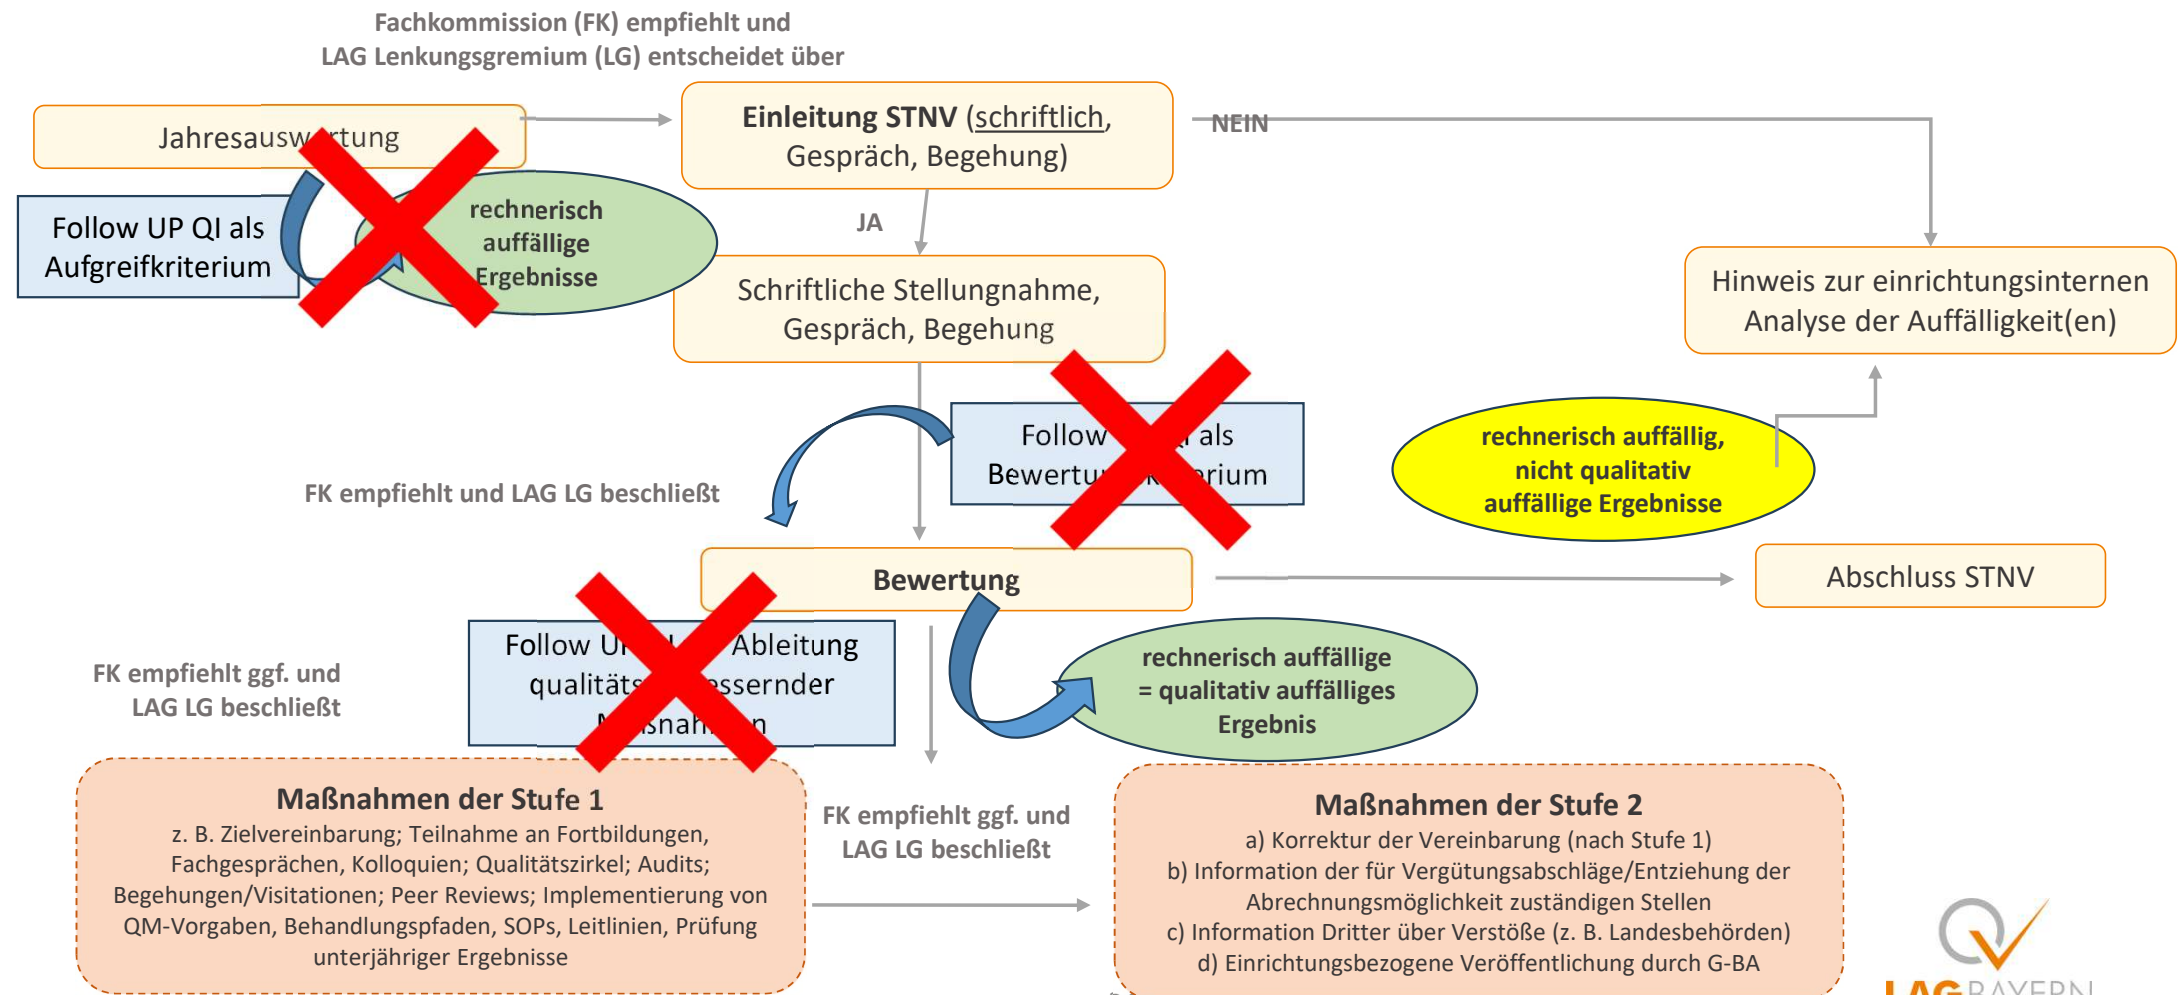 Fachkommission (FK) empfiehlt und
LAG Lenkungsgremium (LG) entscheidet über
Jahresauswertung
Einleitung STNV (schriftlich,
Gespräch, Begehung)
NEIN
Follow UP QI als
Aufgreifkriterium
rechnerisch
auffällige
Ergebnisse
JA
Schriftliche Stellungnahme,
Gespräch, Begehung
Hinweis zur einrichtungsinternen
Analyse der Auffälligkeit(en)
Follow QI als
rechnerisch auffällig,
nicht qualitativ
auffällige Ergebnisse
FK empfiehlt und LAG LG beschließt
Bewertung
Abschluss STNV
Follow Ableitung
FK empfiehlt ggf. und
LAG LG beschließt
rechnerisch auffällige
= qualitativ auffälliges
Ergebnis
Maßnahmen der Stufe 1
z. B. Zielvereinbarung; Teilnahme an Fortbildungen,
Fachgesprächen, Kolloquien; Qualitätszirkel; Audits;
Begehungen/Visitationen; Peer Reviews; Implementierung von
QM-Vorgaben, Behandlungspfaden, SOPs, Leitlinien, Prüfung
unterjähriger Ergebnisse
FK empfiehlt ggf. und
LAG LG beschließt
Maßnahmen der Stufe 2
a) Korrektur der Vereinbarung (nach Stufe 1)
b) Information der für Vergütungsabschläge/Entziehung der
Abrechnungsmöglichkeit zuständigen Stellen
c) Information Dritter über Verstöße (z. B. Landesbehörden)
d) Einrichtungsbezogene Veröffentlichung durch G-BA
LAG BAYERN